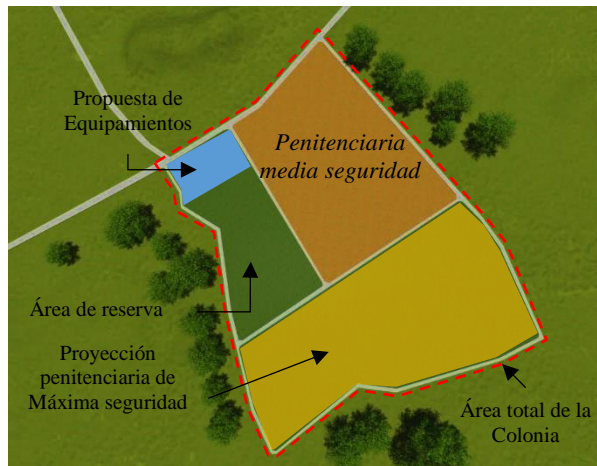 Propuesta de
Equipamientos
Penitenciaria
media seguridad
Área de reserva
Proyección
penitenciaria de
Máxima seguridad
Área total de la
Colonia